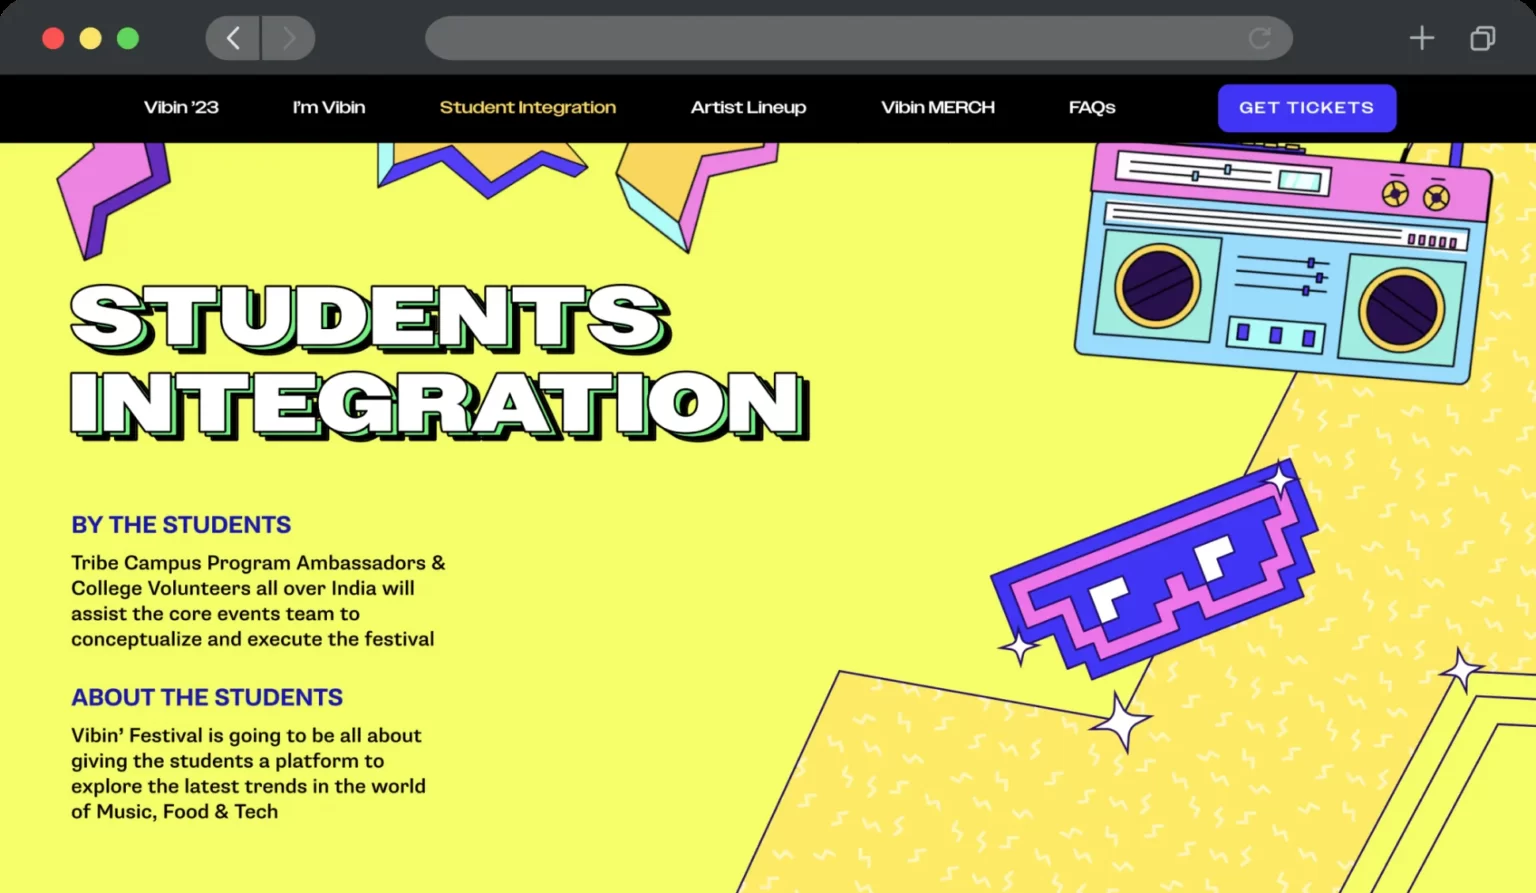 Vibin ’23
I’m Vibin
Student Integration
Artist Lineup
Vibin MERCH
FAQs
GET TICKETS
STUDENTS
INTEGRATION
BY THE STUDENTS
Tribe Campus Program Ambassadors &
College Volunteers all over India will
assist the core events team to
conceptualize and execute the festival
ABOUT THE STUDENTS
Vibin’ Festival is going to be all about
giving the students a platform to
explore the latest trends in the world
of Music, Food & Tech